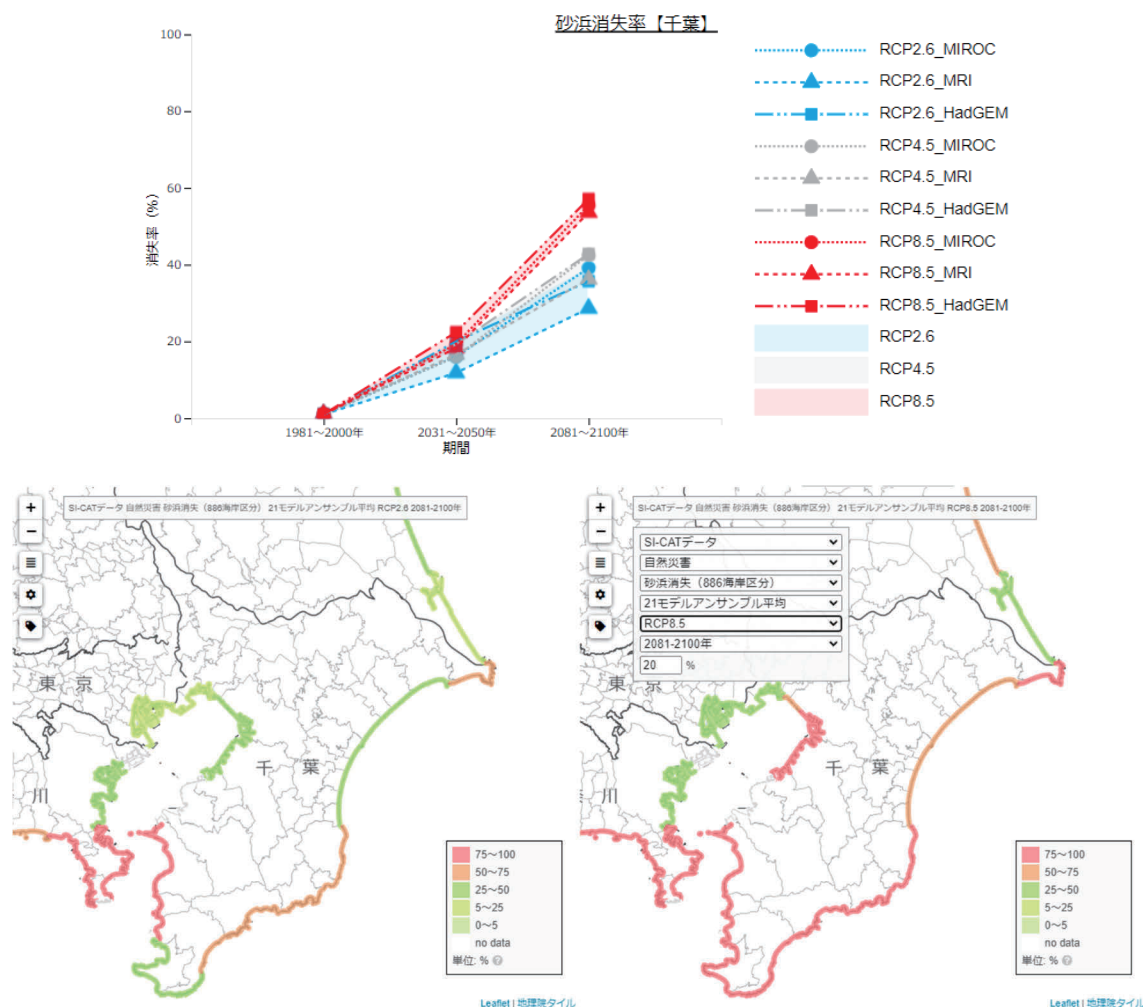 砂浜消失率【千葉】
100
80
60
40
20
0
消失率 (%)
1981～2000年
2031～2050年
2081～2100年
期間
RCP2.6_MIROC
RCP2.6_MRI
RCP2.6_HadGEM
RCP4.5_MIROC
RCP4.5_MRI
RCP4.5_HadGEM
RCP8.5_MIROC
RCP8.5_MRI
RCP8.5_HadGEM
RCP2.6
RCP4.5
RCP8.5
+
−
SI-CATデータ 自然災害 砂浜消失（886海岸区分） 21モデルアンサンブル平均 RCP2.6 2081-2100年
東京
千葉
川
75～100
50～75
25～50
5～25
0～5
no data
単位: %
Leaflet | 地理院タイル
+
−
SI-CATデータ 自然災害 砂浜消失（886海岸区分） 21モデルアンサンブル平均 RCP8.5 2081-2100年
SI-CATデータ
自然災害
砂浜消失（886海岸区分）
21モデルアンサンブル平均
RCP8.5
2081-2100年
20 %
東京
千葉
川
75～100
50～75
25～50
5～25
0～5
no data
単位: %
Leaflet | 地理院タイル